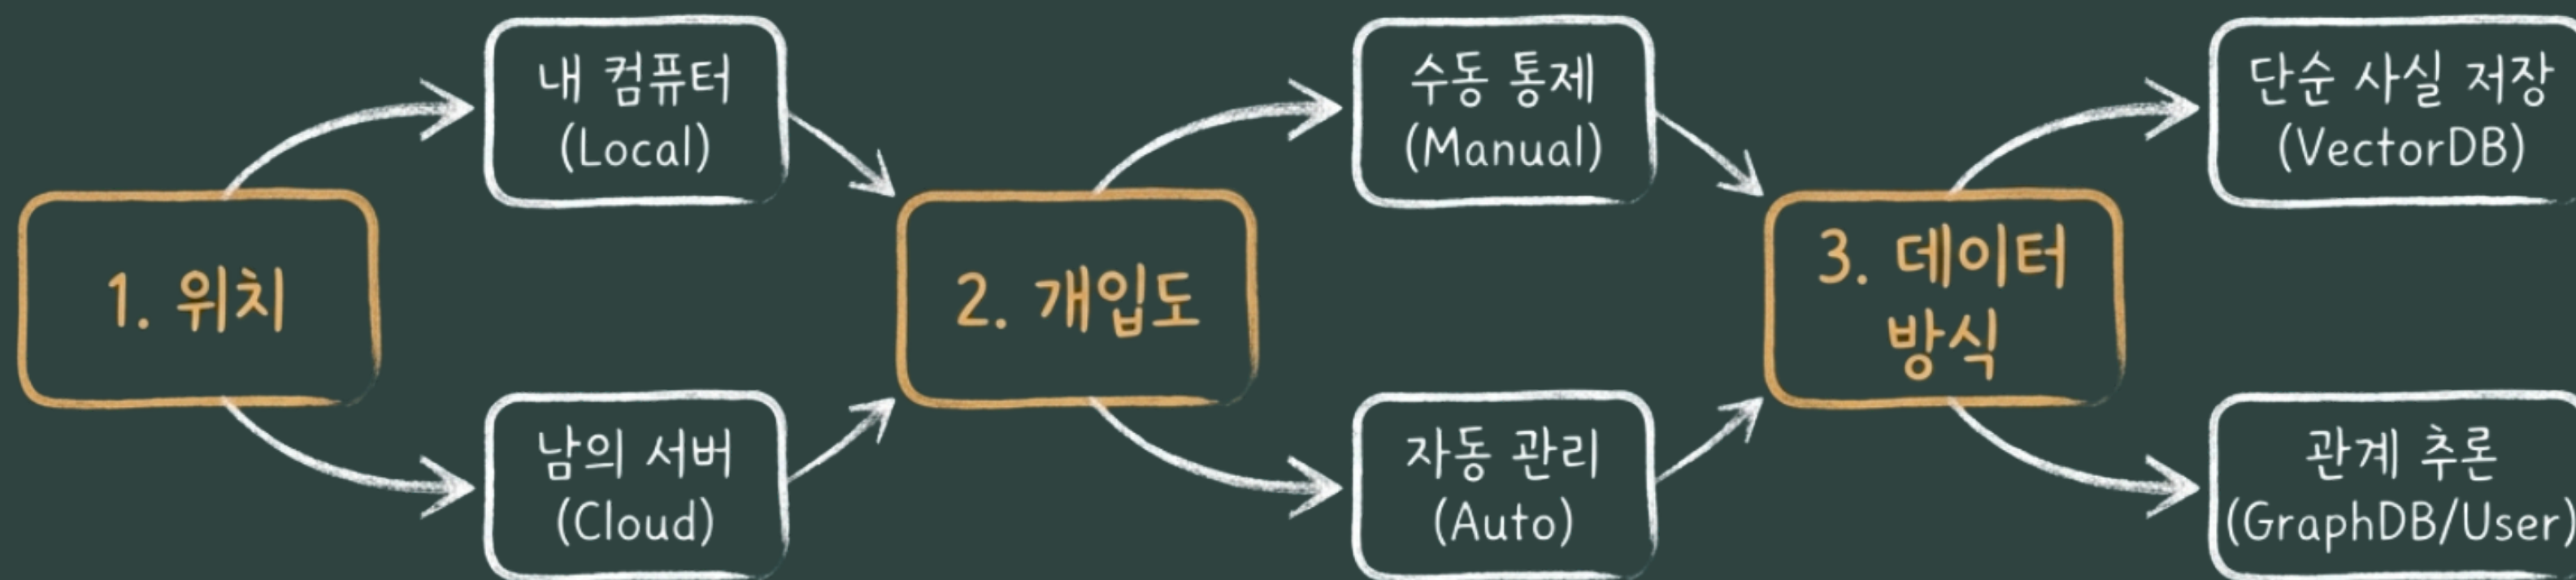 1. 위치
내 컴퓨터
(Local)
남의 서버
(Cloud)
2. 개입도
수동 통제
(Manual)
자동 관리
(Auto)
3. 데이터
방식
단순 사실 저장
(VectorDB)
관계 추론
(GraphDB/User)